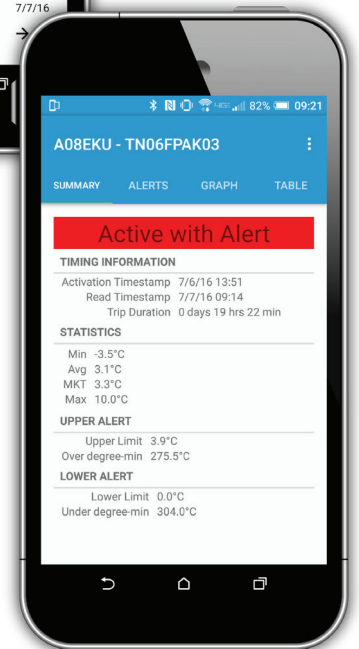 7/7/16
4GE 82% 09:21
A08EKU - TN06FPAK03
SUMMARY ALERTS GRAPH TABLE
Active with Alert
TIMING INFORMATION
Activation Timestamp 7/6/16 13:51
Read Timestamp 7/7/16 09:14
Trip Duration 0 days 19 hrs 22 min
STATISTICS
Min -3.5°C
Avg 3.1°C
MKT 3.3°C
Max 10.0°C
UPPER ALERT
Upper Limit 3.9°C
Over degree-min 275.5°C
LOWER ALERT
Lower Limit 0.0°C
Under degree-min 304.0°C